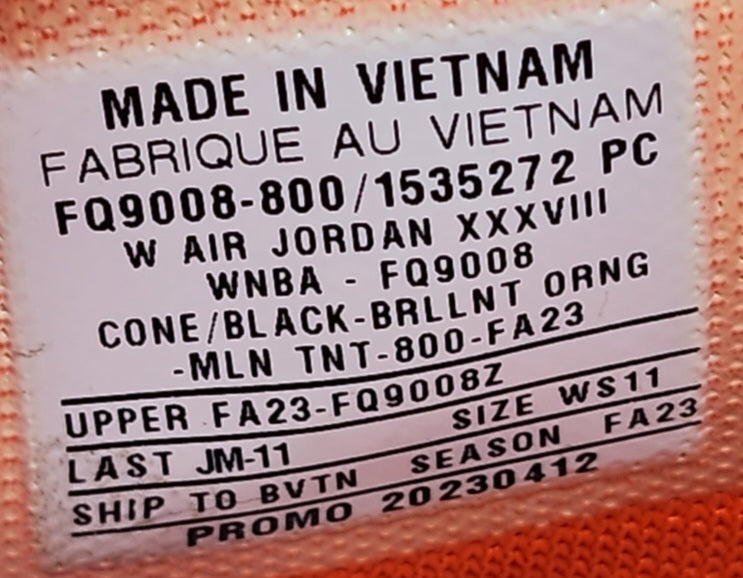 MADE IN VIETNAM
FABRIQUE AU VIETNAM
FQ9008-800/1535272 PC
W AIR JORDAN XXXVIII
WNBA - FQ9008
CONE/BLACK-BRLLNT ORNG
-MLN TNT-800-FA23
UPPER FA23-FQ9008Z
LAST JM-11 SIZE WS11
SHIP TO BVTN SEASON FA23
PROMO 20230412